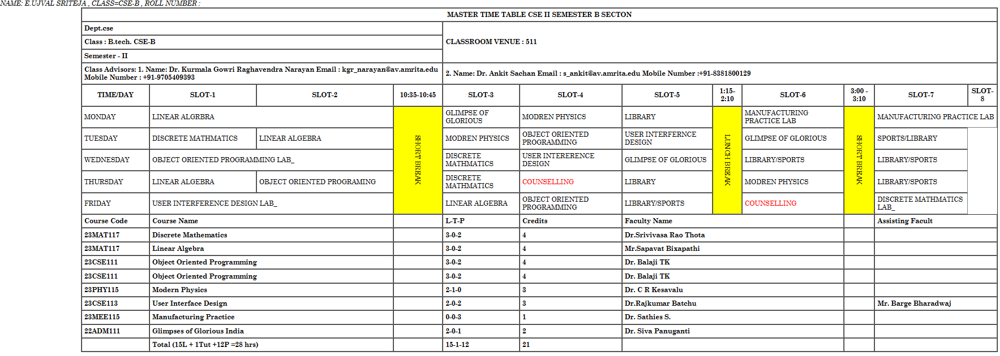 NAME: E.UJVAL SRITEJA , CLASS=CSE-B , ROLL NUMBER :
MASTER TIME TABLE CSE II SEMESTER B SECTON
Dept.cse
Class : B.tech. CSE-B
Semester - II
CLASSROOM VENUE : 511
Class Advisors: 1. Name: Dr. Kurmala Gowri Raghavendra Narayan Email : kgr_narayan@av.amrita.edu
Mobile Number : +91-9705409393
2. Name: Dr. Ankit Sachan Email : s_ankit@av.amrita.edu Mobile Number :+91-8381800129
TIME/DAY SLOT-1 SLOT-2 10:35-10:45 SLOT-3 SLOT-4 SLOT-5 1:15-2:10 SLOT-6 3:00 - 3:10 SLOT-7 SLOT-8
MONDAY LINEAR ALGRBRA SHORT BREAK GLIMPSE OF GLORIOUS MODREN PHYSICS LIBRARY LUNCH BREAK MANUFACTURING PRACTICE LAB SHORT BREAK MANUFACTURING PRACTICE LAB
TUESDAY DISCRETE MATHMATICS LINEAR ALGEBRA MODREN PHYSICS OBJECT ORIENTED PROGRAMMING USER INTERFERNCE DESIGN GLIMPSE OF GLORIOUS SPORTS/LIBRARY
WEDNESDAY OBJECT ORIENTED PROGRAMMING LAB_ DISCRETE MATHMATICS USER INTERERENCE DESIGN GLIMPSE OF GLORIOUS LIBRARY/SPORTS LIBRARY/SPORTS
THURSDAY LINEAR ALGEBRA OBJECT ORIENTED PROGRAMING DISCRETE MATHMATICS COUNSELLING LIBRARY MODREN PHYSICS LIBRARY/SPORTS
FRIDAY USER INTERFERENCE DESIGN LAB_ LINEAR ALGEBRA OBJECT ORIENTED PROGRAMMING LIBRARY/SPORTS COUNSELLING DISCRETE MATHMATICS LAB_
Course Code Course Name L-T-P Credits Faculty Name Assisting Facult
23MAT117 Discrete Mathematics 3-0-2 4 Dr.Srivivasa Rao Thota
23MAT117 Linear Algebra 3-0-2 4 Mr.Sapavat Bixapathi
23CSE111 Object Oriented Programming 3-0-2 4 Dr. Balaji TK
23CSE111 Object Oriented Programming 3-0-2 4 Dr. Balaji TK
23PHY115 Modern Physics 2-1-0 3 Dr. C R Kesavalu
23CSE113 User Interface Design 2-0-2 3 Dr.Rajkumar Batchu Mr. Barge Bharadwaj
23MEE115 Manufacturing Practice 0-0-3 1 Dr. Sathies S.
22ADM111 Glimpses of Glorious India 2-0-1 2 Dr. Siva Panuganti
Total (15L + 1Tut +12P =28 hrs) 15-1-12 21